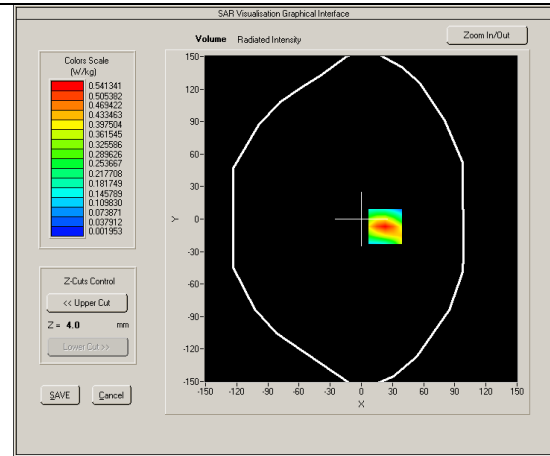 SAR Visualisation Graphical Interface
Volume Radiated Intensity
Zoom In/Out
Colors Scale
(W/kg)
0.541341
0.505382
0.469422
0.433463
0.397504
0.361545
0.325586
0.289626
0.253667
0.217708
0.181749
0.145789
0.109830
0.073871
0.037912
0.001953
Z-Cuts Control
<< Upper Cut
Z = 4.0 mm
Lower Cut >>
SAVE Cancel
150-
120-
90-
60-
30-
Y 0-
-30-
-60-
-90-
-120-
-150-
-150 -120 -90 -60 -30 0 30 60 90 120 150
X